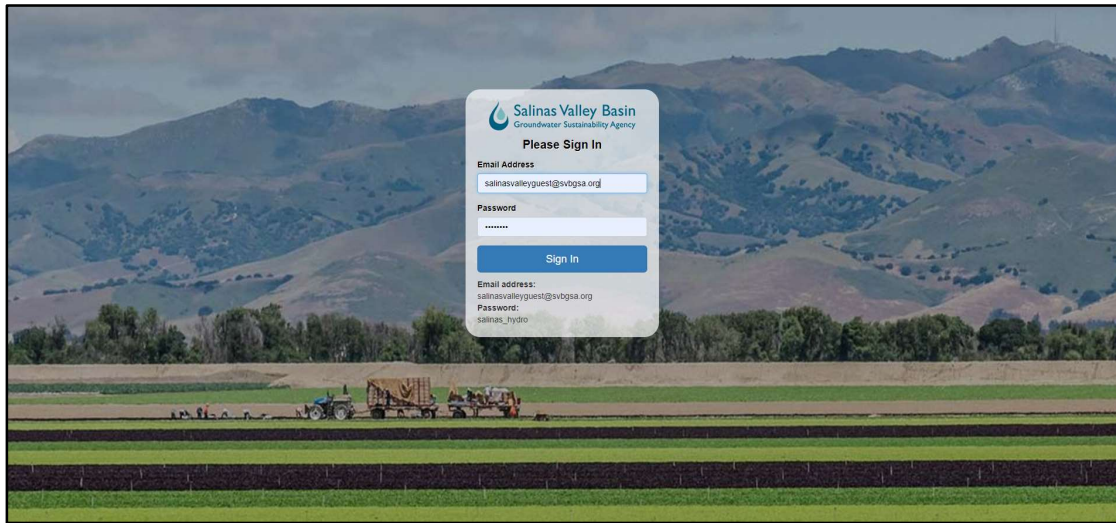 Salinas Valley Basin
Groundwater Sustainability Agency
Please Sign In
Email Address
salinasvalleyguest@svbgsa.org
Password
••••••••
Sign In
Email address:
salinasvalleyguest@svbgsa.org
Password:
salinas_hydro